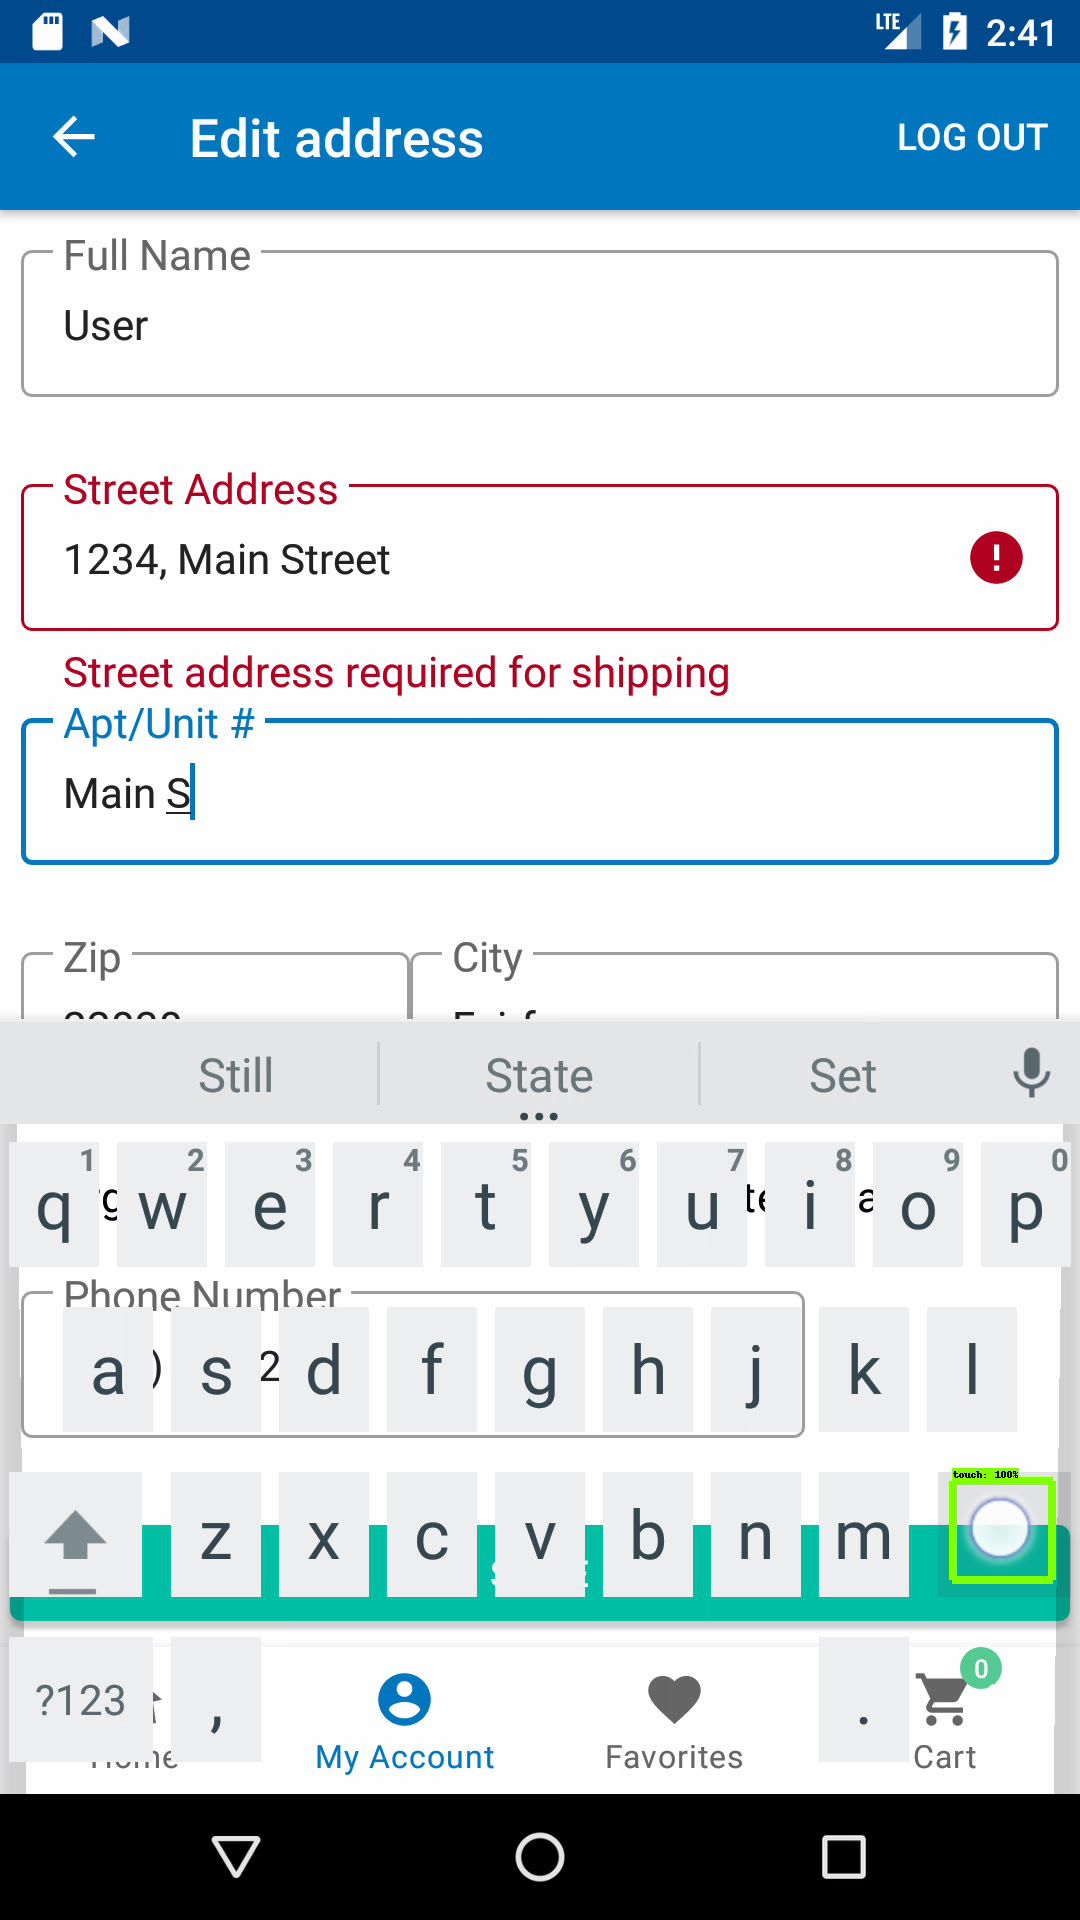 LTE 2:41
Edit address LOG OUT
Full Name
User
Street Address
1234, Main Street
!
Street address required for shipping
Apt/Unit #
Main S
Zip City
Still State Set
1 2 3 4 5 6 7 8 9 0
q w e r t y u i o p
Phone Number
a s d f g h j k l
touch: 100%
z x c v b n m
?123 , . 0
Home My Account Favorites Cart